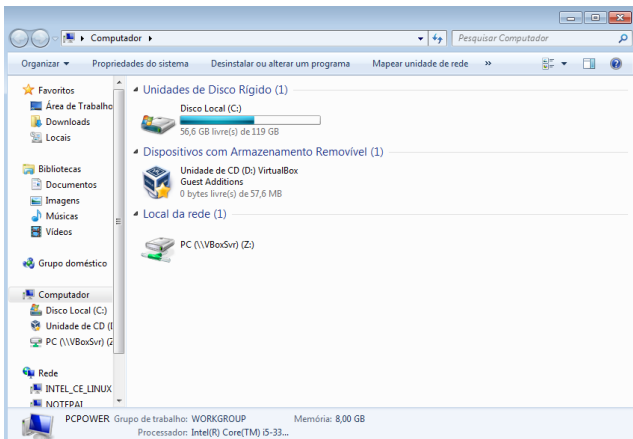 Computador
Pesquisar Computador
Organizar
Propriedades do sistema
Desinstalar ou alterar um programa
Mapear unidade de rede
»
Favoritos
Área de Trabalho
Downloads
Locais
Bibliotecas
Documentos
Imagens
Músicas
Vídeos
Grupo doméstico
Computador
Disco Local (C:)
Unidade de CD (D
PC (\\VBoxSvr) (Z
Rede
INTEL_CE_LINUX
NOTEPAI
Unidades de Disco Rígido (1)
Disco Local (C:)
56,6 GB livre(s) de 119 GB
Dispositivos com Armazenamento Removível (1)
Unidade de CD (D:) VirtualBox
Guest Additions
0 bytes livre(s) de 57,6 MB
Local da rede (1)
PC (\\VBoxSvr) (Z:)
PCPOWER Grupo de trabalho: WORKGROUP Memória: 8,00 GB
Processador: Intel(R) Core(TM) i5-33...